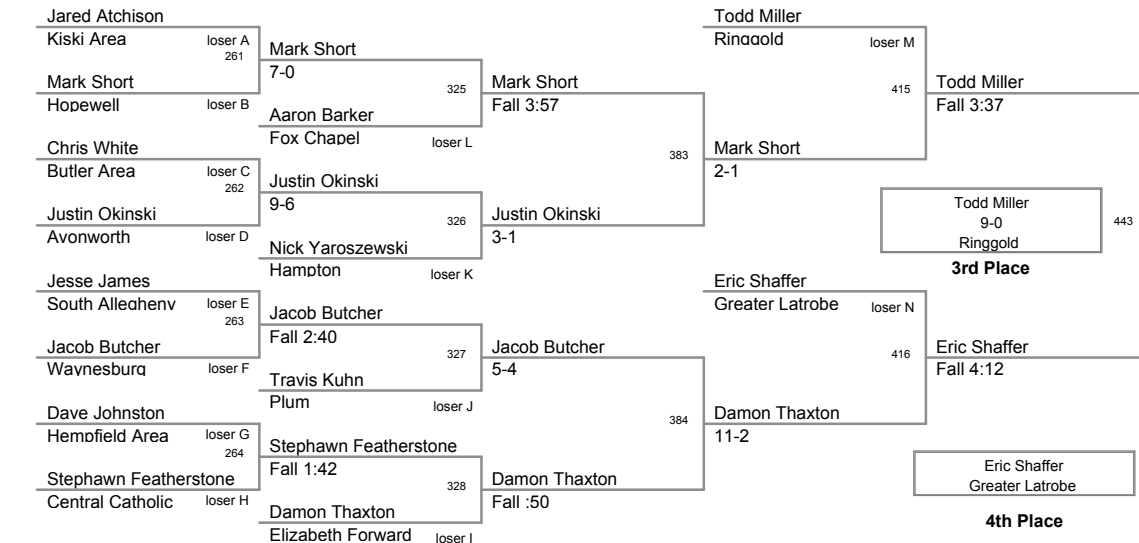 Jared Atchison
Kiski Area
loser A
261
Mark Short
7-0
Mark Short
Hopewell
loser B
325
Mark Short
Fall 3:57
Aaron Barker
Fox Chapel
loser L
Chris White
Butler Area
loser C
262
Justin Okinski
9-6
Justin Okinski
Avonworth
loser D
326
Justin Okinski
3-1
Nick Yaroszewski
Hampton
loser K
383
Mark Short
2-1
Todd Miller
Ringgold
loser M
415
Todd Miller
Fall 3:37
Todd Miller
9-0
Ringgold
443
3rd Place
Jesse James
South Allegheny
loser E
263
Jacob Butcher
Fall 2:40
Jacob Butcher
Waynesburg
loser F
327
Jacob Butcher
5-4
Travis Kuhn
Plum
loser J
Dave Johnston
Hempfield Area
loser G
264
Stephawn Featherstone
Fall 1:42
Stephawn Featherstone
Central Catholic
loser H
328
Damon Thaxton
Fall :50
Damon Thaxton
Elizabeth Forward
loser I
384
Damon Thaxton
11-2
Eric Shaffer
Greater Latrobe
loser N
416
Eric Shaffer
Fall 4:12
Eric Shaffer
Greater Latrobe
4th Place